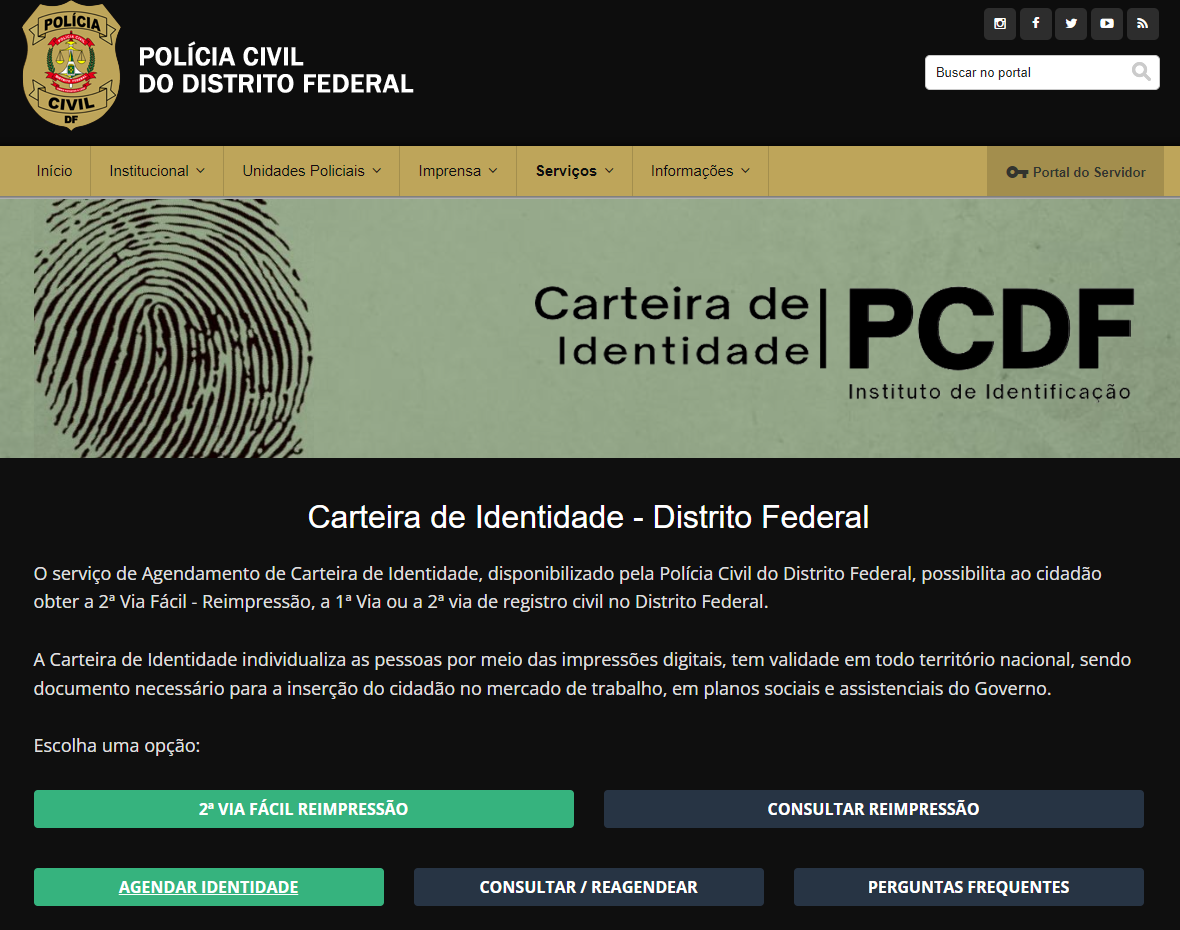 POLÍCIA
CIVIL
DF
POLÍCIA CIVIL
DO DISTRITO FEDERAL
Buscar no portal
Início
Institucional
Unidades Policiais
Imprensa
Serviços
Informações
Portal do Servidor
Carteira de
Identidade
PCDF
Instituto de Identificação
Carteira de Identidade - Distrito Federal
O serviço de Agendamento de Carteira de Identidade, disponibilizado pela Polícia Civil do Distrito Federal, possibilita ao cidadão
obter a 2ª Via Fácil - Reimpressão, a 1ª Via ou a 2ª via de registro civil no Distrito Federal.
A Carteira de Identidade individualiza as pessoas por meio das impressões digitais, tem validade em todo território nacional, sendo
documento necessário para a inserção do cidadão no mercado de trabalho, em planos sociais e assistenciais do Governo.
Escolha uma opção:
2ª VIA FÁCIL REIMPRESSÃO
CONSULTAR REIMPRESSÃO
AGENDAR IDENTIDADE
CONSULTAR / REAGENDEAR
PERGUNTAS FREQUENTES